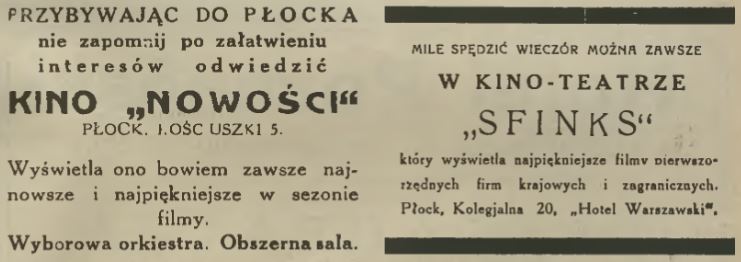 PRZYBYWAJĄC DO PŁOCKA
nie zapomnij po załatwieniu
interesów odwiedzić
KINO „NOWOŚCI“
PŁOCK, KOŚCIUSZKI 5.
Wyświetla ono bowiem zawsze naj-
nowsze i najpiękniejsze w sezonie
filmy.
Wyborowa orkiestra. Obszerna sala.
MILE SPĘDZIĆ WIECZÓR MOŻNA ZAWSZE
W KINO-TEATRZE
„SFINKS“
który wyświetla najpiękniejsze filmy pierwszo-
rzędnych firm krajowych i zagranicznych.
Płock, Kolegjalna 20, „Hotel Warszawski“.